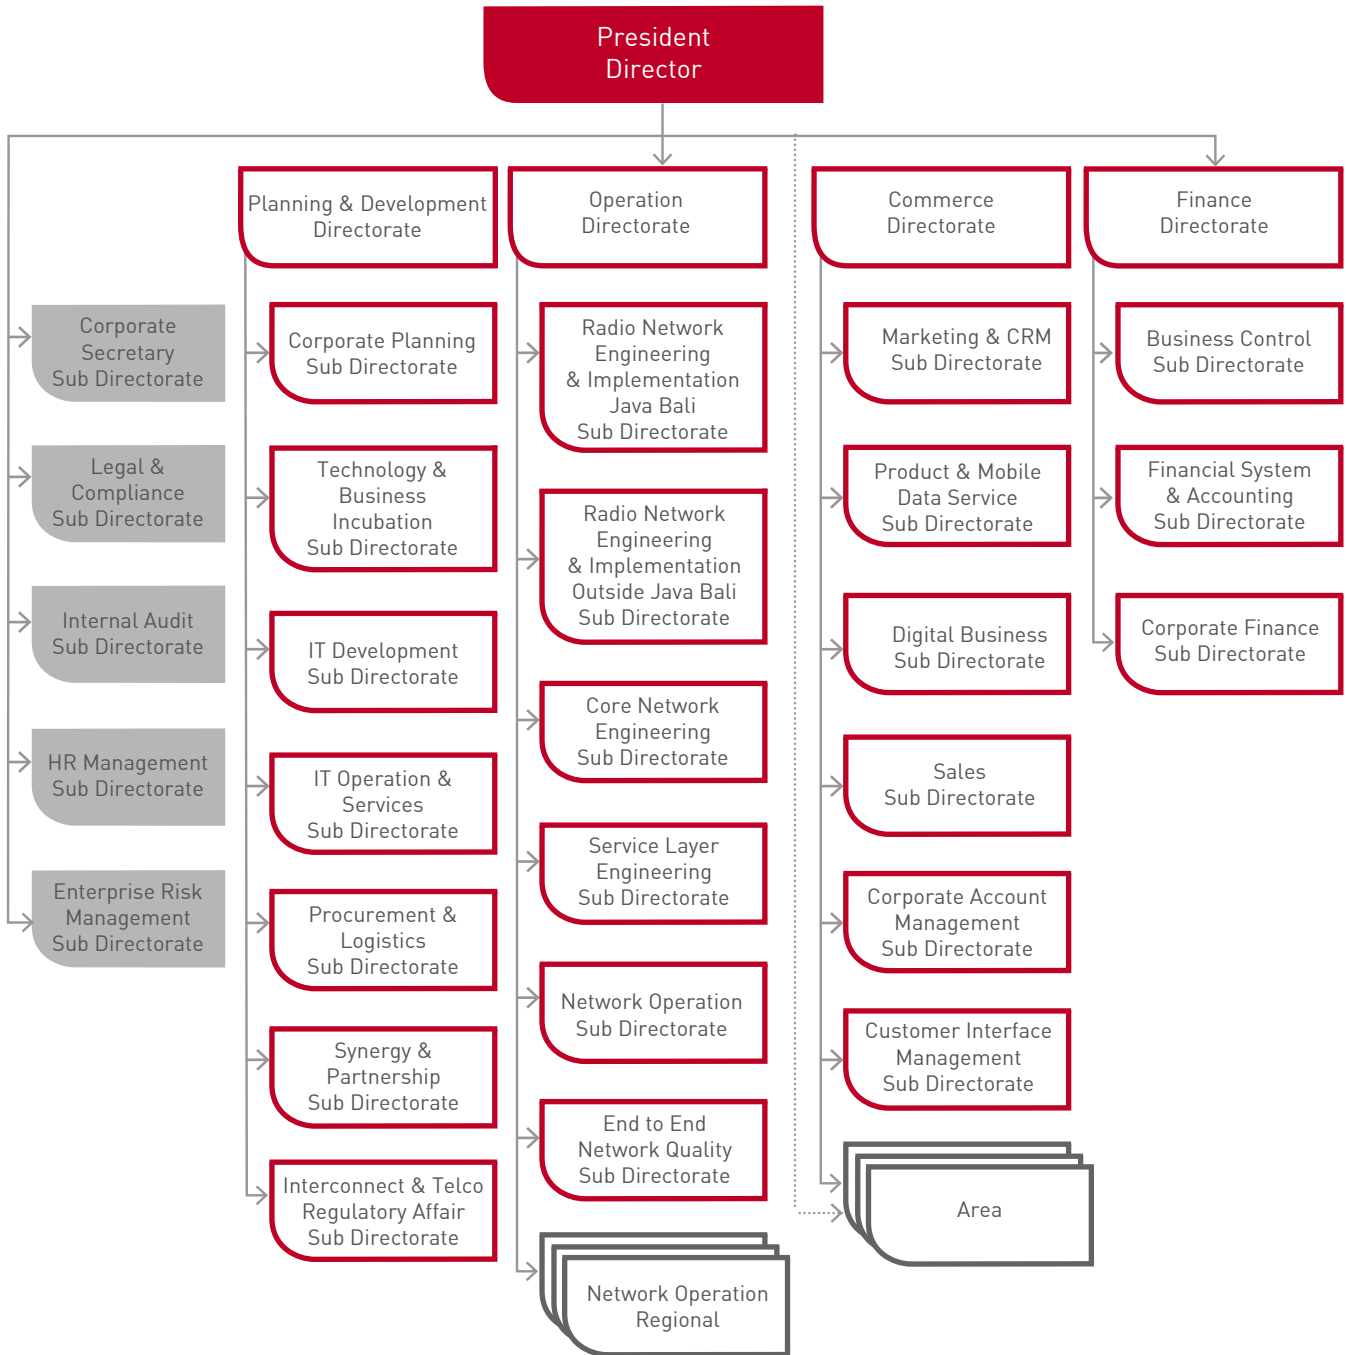 President
Director
Planning & Development
Directorate
Operation
Directorate
Commerce
Directorate
Finance
Directorate
Corporate
Secretary
Sub Directorate
Legal &
Compliance
Sub Directorate
Internal Audit
Sub Directorate
HR Management
Sub Directorate
Enterprise Risk
Management
Sub Directorate
Corporate Planning
Sub Directorate
Technology &
Business
Incubation
Sub Directorate
IT Development
Sub Directorate
IT Operation &
Services
Sub Directorate
Procurement &
Logistics
Sub Directorate
Synergy &
Partnership
Sub Directorate
Interconnect & Telco
Regulatory Affair
Sub Directorate
Radio Network
Engineering
& Implementation
Java Bali
Sub Directorate
Radio Network
Engineering
& Implementation
Outside Java Bali
Sub Directorate
Core Network
Engineering
Sub Directorate
Service Layer
Engineering
Sub Directorate
Network Operation
Sub Directorate
End to End
Network Quality
Sub Directorate
Network Operation
Regional
Marketing & CRM
Sub Directorate
Product & Mobile
Data Service
Sub Directorate
Digital Business
Sub Directorate
Sales
Sub Directorate
Corporate Account
Management
Sub Directorate
Customer Interface
Management
Sub Directorate
Area
Business Control
Sub Directorate
Financial System
& Accounting
Sub Directorate
Corporate Finance
Sub Directorate